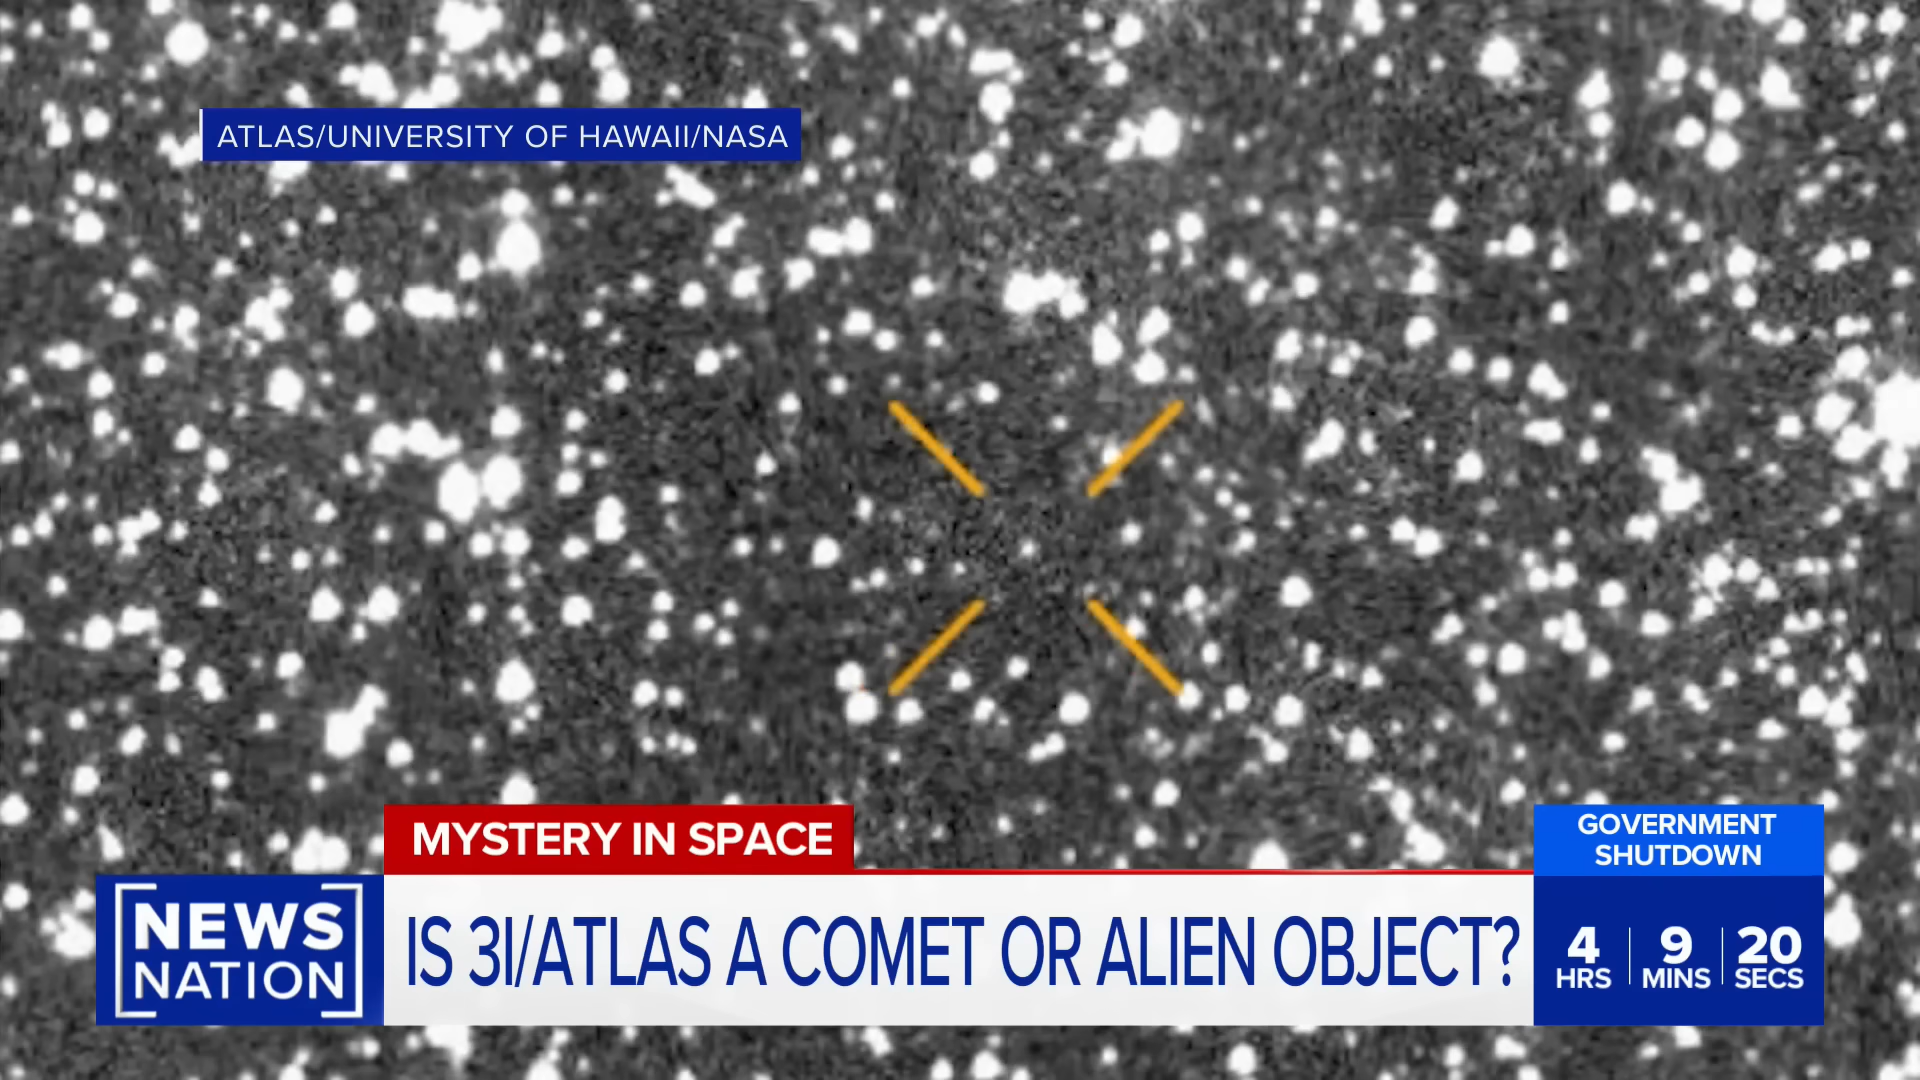 ATLAS/UNIVERSITY OF HAWAII/NASA
MYSTERY IN SPACE
GOVERNMENT
SHUTDOWN
NEWS
NATION
IS 3I/ATLAS A COMET OR ALIEN OBJECT?
4 9 20
HRS MINS SECS